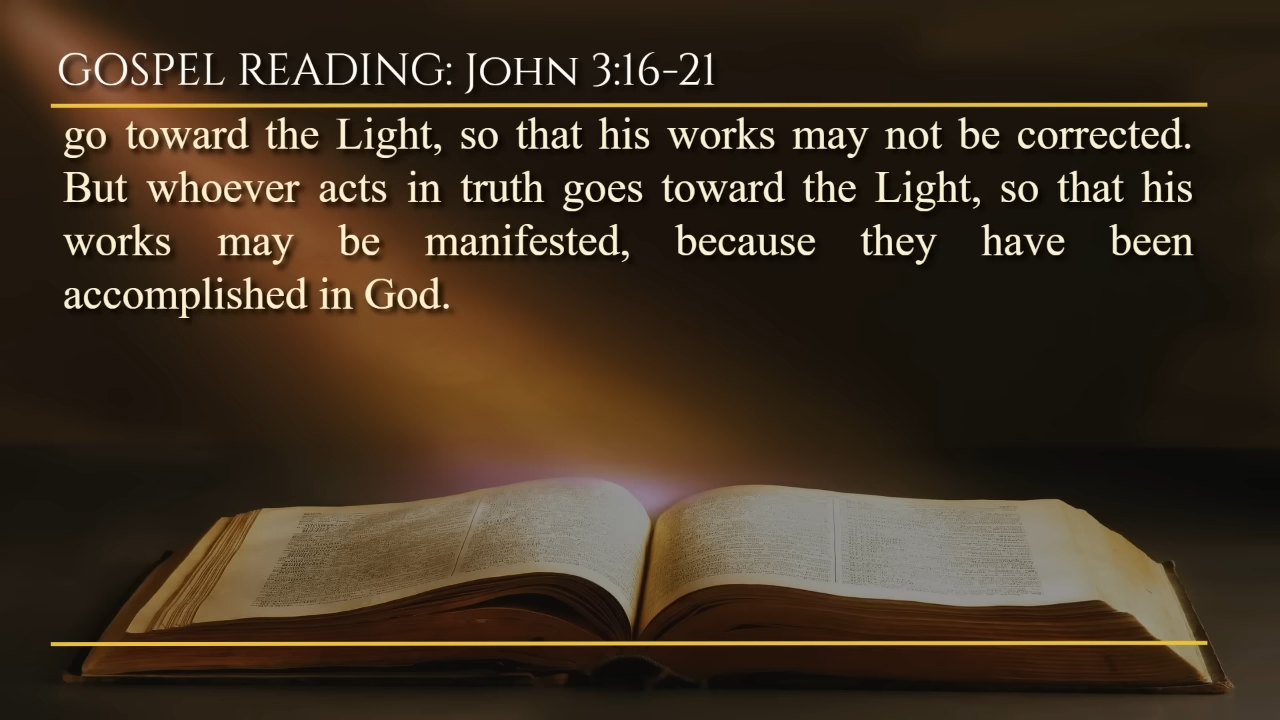 GOSPEL READING: JOHN 3:16-21
go toward the Light, so that his works may not be corrected.
But whoever acts in truth goes toward the Light, so that his
works may be manifested, because they have been
accomplished in God.